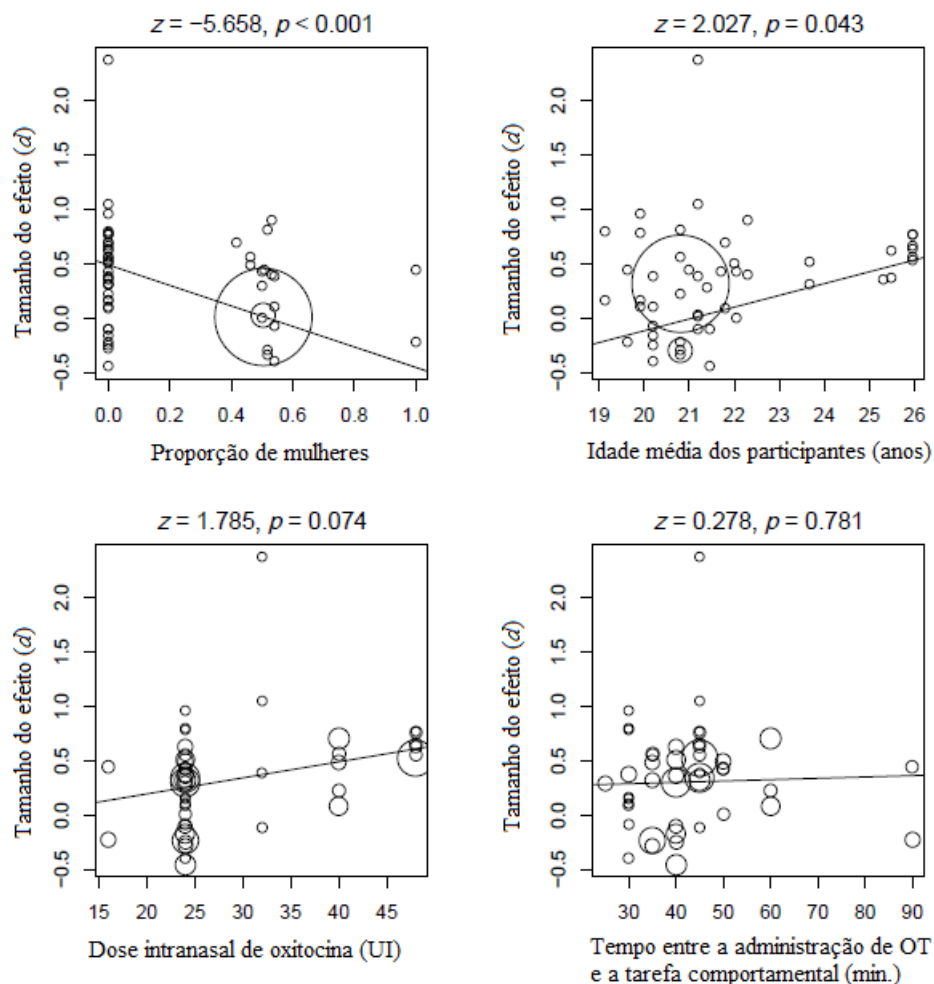 z = −5.658, p < 0.001
Tamanho do efeito (d)
2.0
1.5
1.0
0.5
0.0
−0.5
0.0 0.2 0.4 0.6 0.8 1.0
Proporção de mulheres
z = 2.027, p = 0.043
Tamanho do efeito (d)
2.0
1.5
1.0
0.5
0.0
−0.5
19 20 21 22 23 24 25 26
Idade média dos participantes (anos)
z = 1.785, p = 0.074
Tamanho do efeito (d)
2.0
1.5
1.0
0.5
0.0
−0.5
15 20 25 30 35 40 45
Dose intranasal de oxitocina (UI)
z = 0.278, p = 0.781
Tamanho do efeito (d)
2.0
1.5
1.0
0.5
0.0
−0.5
30 40 50 60 70 80 90
Tempo entre a administração de OT
e a tarefa comportamental (min.)